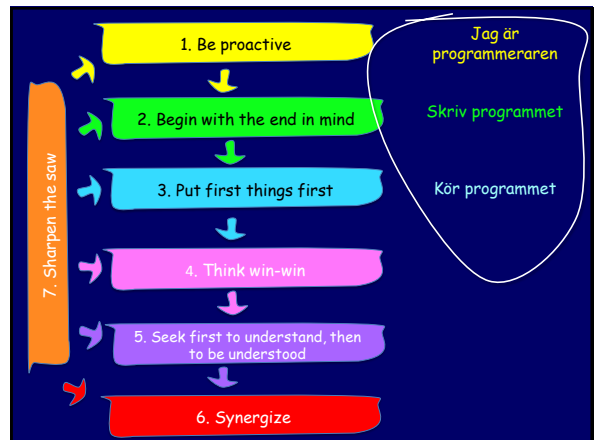 1. Be proactive
Jag är
programmeraren
2. Begin with the end in mind
Skriv programmet
3. Put first things first
Kör programmet
4. Think win-win
5. Seek first to understand, then
to be understood
6. Synergize
7. Sharpen the saw